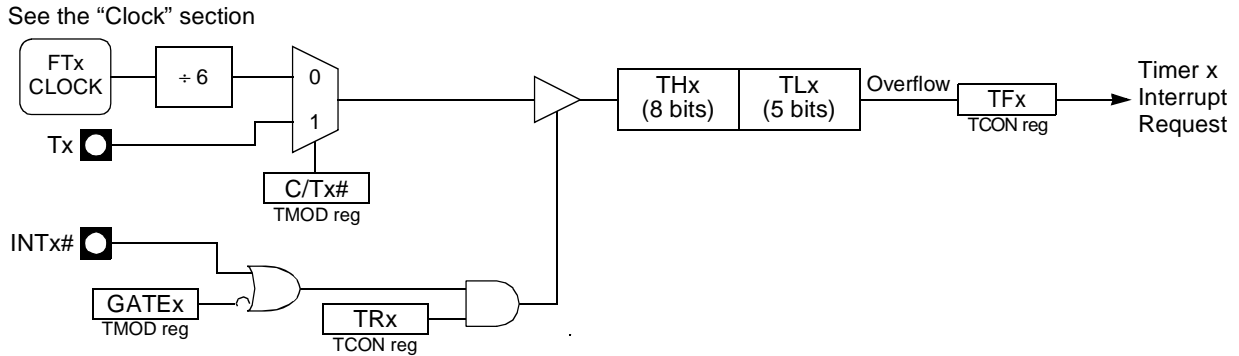 See the “Clock” section
FTx
CLOCK
÷ 6
0
1
Tx
C/Tx#
TMOD reg
THx
(8 bits)
TLx
(5 bits)
Overflow
TFx
TCON reg
Timer x
Interrupt
Request
INTx#
GATEx
TMOD reg
TRx
TCON reg